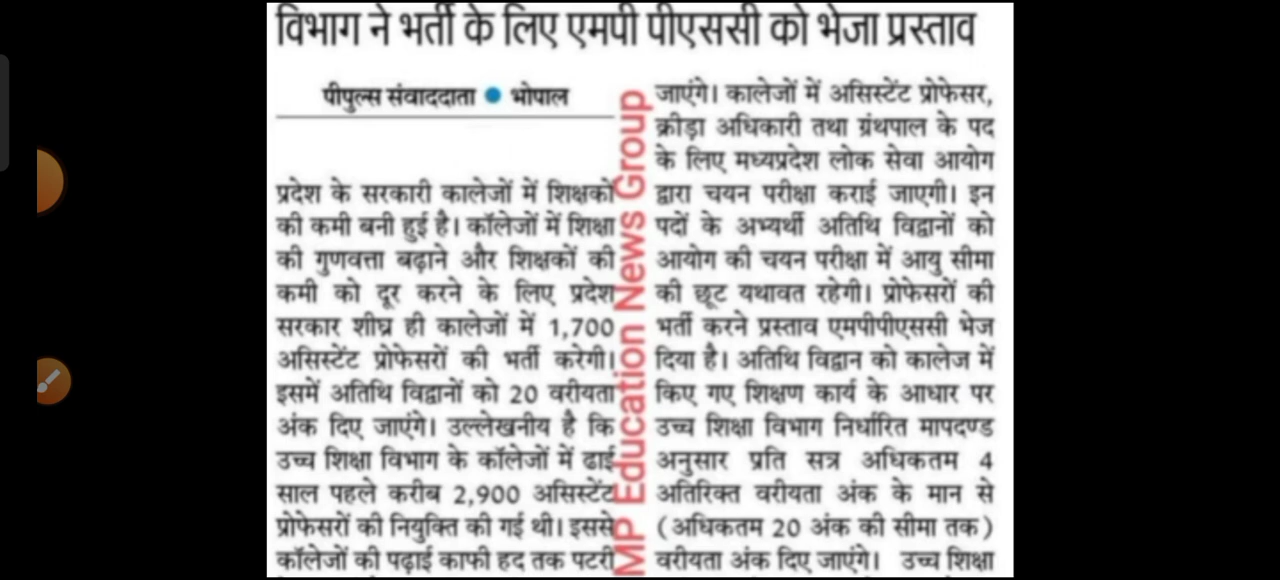 विभाग ने भर्ती के लिए एमपी पीएससी को भेजा प्रस्ताव
पीपुल्स संवाददाता ● भोपाल
प्रदेश के सरकारी कालेजों में शिक्षकों
की कमी बनी हुई है। कॉलेजों में शिक्षा
की गुणवत्ता बढ़ाने और शिक्षकों की
कमी को दूर करने के लिए प्रदेश
सरकार शीघ्र ही कालेजों में 1,700
असिस्टेंट प्रोफेसरों की भर्ती करेगी।
इसमें अतिथि विद्वानों को 20 वरीयता
अंक दिए जाएंगे। उल्लेखनीय है कि
उच्च शिक्षा विभाग के कॉलेजों में ढाई
साल पहले करीब 2,900 असिस्टेंट
प्रोफेसरों की नियुक्ति की गई थी। इससे
कॉलेजों की पढ़ाई काफी हद तक पटरी
MP Education News Group
जाएंगे। कालेजों में असिस्टेंट प्रोफेसर,
क्रीड़ा अधिकारी तथा ग्रंथपाल के पद
के लिए मध्यप्रदेश लोक सेवा आयोग
द्वारा चयन परीक्षा कराई जाएगी। इन
पदों के अभ्यर्थी अतिथि विद्वानों को
आयोग की चयन परीक्षा में आयु सीमा
की छूट यथावत रहेगी। प्रोफेसरों की
भर्ती करने प्रस्ताव एमपीपीएससी भेज
दिया है। अतिथि विद्वान को कालेज में
किए गए शिक्षण कार्य के आधार पर
उच्च शिक्षा विभाग निर्धारित मापदण्ड
अनुसार प्रति सत्र अधिकतम 4
अतिरिक्त वरीयता अंक के मान से
(अधिकतम 20 अंक की सीमा तक)
वरीयता अंक दिए जाएंगे। उच्च शिक्षा